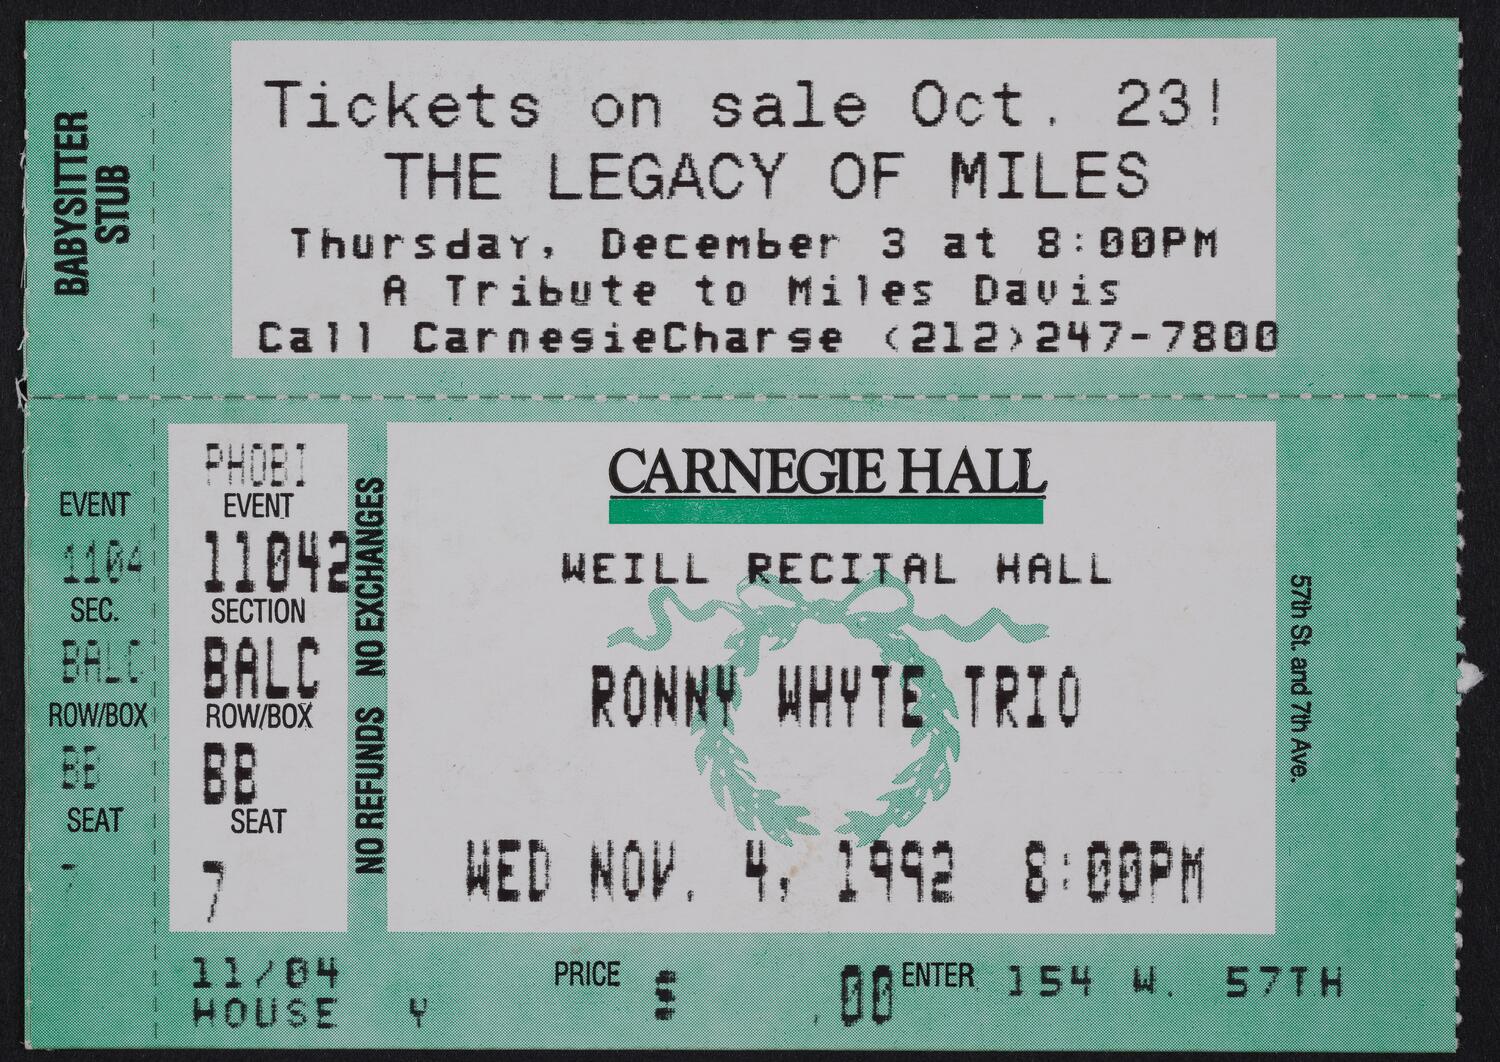 BABYSITTER
STUB
Tickets on sale Oct. 23!
THE LEGACY OF MILES
Thursday, December 3 at 8:00PM
A Tribute to Miles Davis
Call CarnegieCharge (212)247-7800
EVENT
1104
SEC.
BALC
ROW/BOX
BB
SEAT
7
PHOBI
EVENT
11042
SECTION
BALC
ROW/BOX
BB
SEAT
7
NO REFUNDS NO EXCHANGES
CARNEGIE HALL
WEILL RECITAL HALL
RONNY WHYTE TRIO
WED NOV. 4, 1992 8:00PM
57th St. and 7th Ave.
11/04
HOUSE Y
PRICE $ .00 ENTER 154 W. 57TH